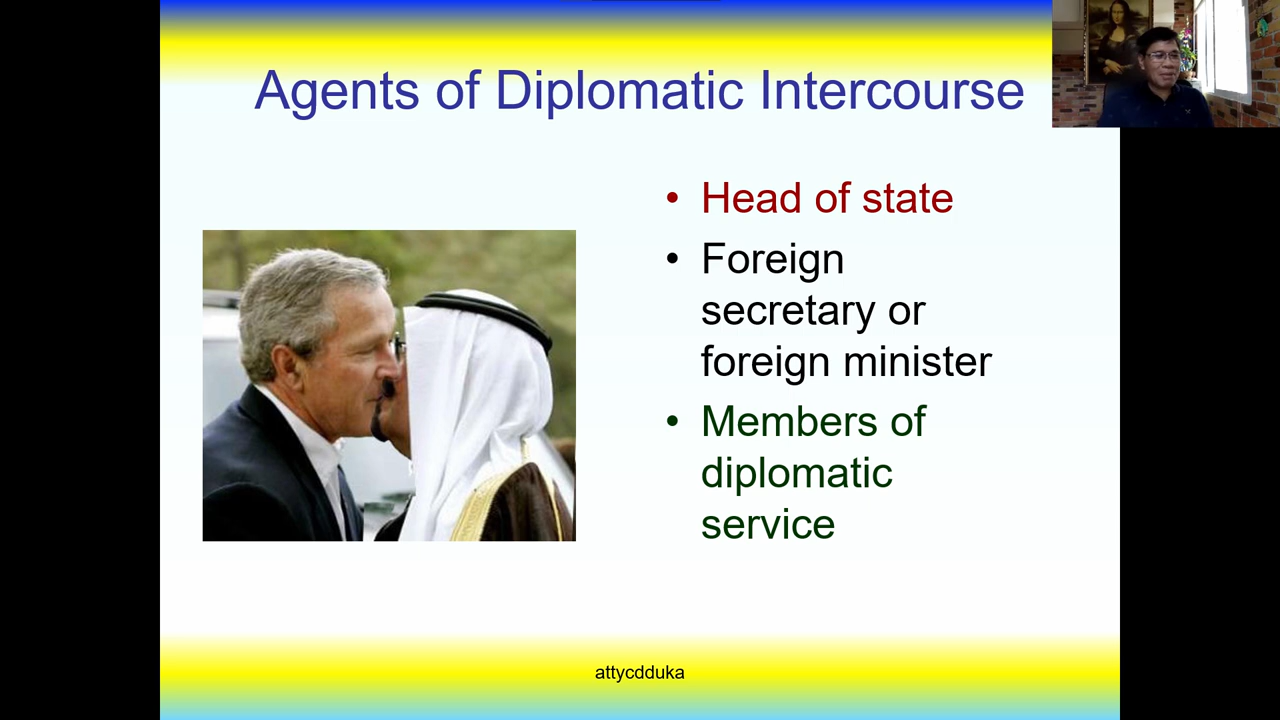 Agents of Diplomatic Intercourse
• Head of state
• Foreign
secretary or
foreign minister
• Members of
diplomatic
service
attycdduka